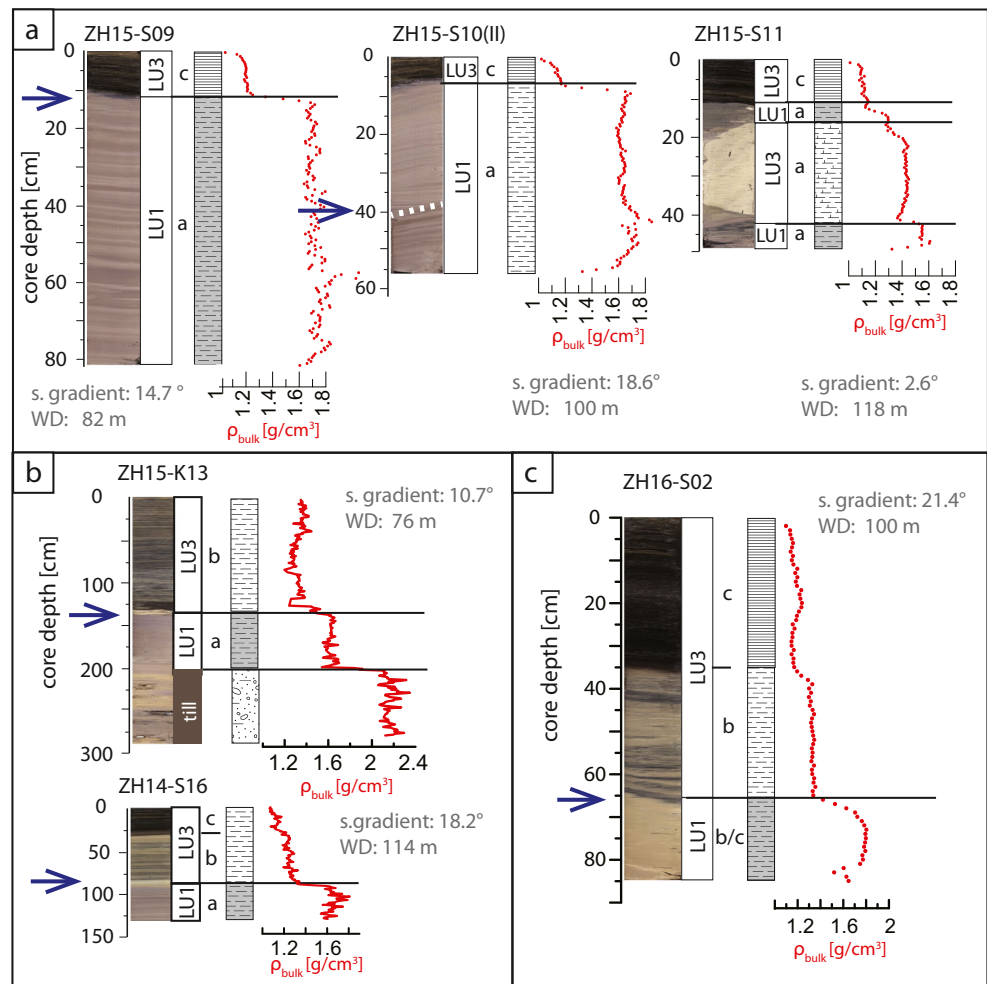 a
ZH15-S09
ZH15-S10(II)
ZH15-S11
core depth [cm]
0
20
40
60
80
LU3
c
LU1
a
1
1.2
1.4
1.6
1.8
ρbulk [g/cm³]
s. gradient: 14.7 °
WD: 82 m
0
20
40
60
LU3
c
LU1
a
1
1.2
1.4
1.6
1.8
ρbulk [g/cm³]
s. gradient: 18.6°
WD: 100 m
0
20
40
LU3
c
LU1
a
LU3
a
LU1
a
1
1.2
1.4
1.6
1.8
ρbulk [g/cm³]
s. gradient: 2.6°
WD: 118 m
b
ZH15-K13
s. gradient: 10.7°
WD: 76 m
core depth [cm]
0
50
100
150
200
300
LU3
b
LU1
a
till
1.2
1.6
2
2.4
ρbulk [g/cm³]
ZH14-S16
s.gradient: 18.2°
WD: 114 m
0
50
100
150
LU3
c
b
LU1
a
1.2
1.6
ρbulk [g/cm³]
c
ZH16-S02
s. gradient: 21.4°
WD: 100 m
core depth [cm]
0
20
40
60
80
LU3
c
b
LU1
b/c
1.2
1.6
2
ρbulk [g/cm³]